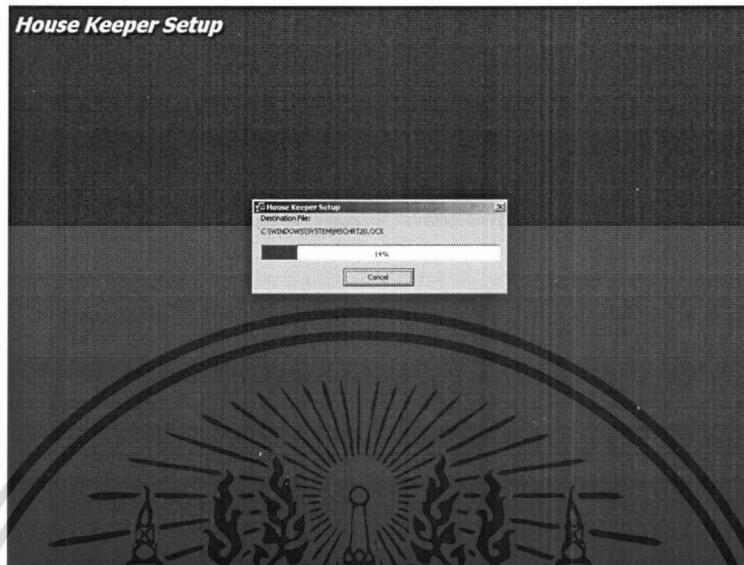 House Keeper Setup
House Keeper Setup
Destination File:
C:\WINDOWS\SYSTEM\MSCHRT20.OCX
14%
Cancel